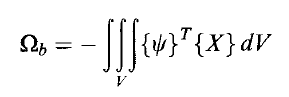 Ω_b = − ∭_V {ψ}^T {X} dV